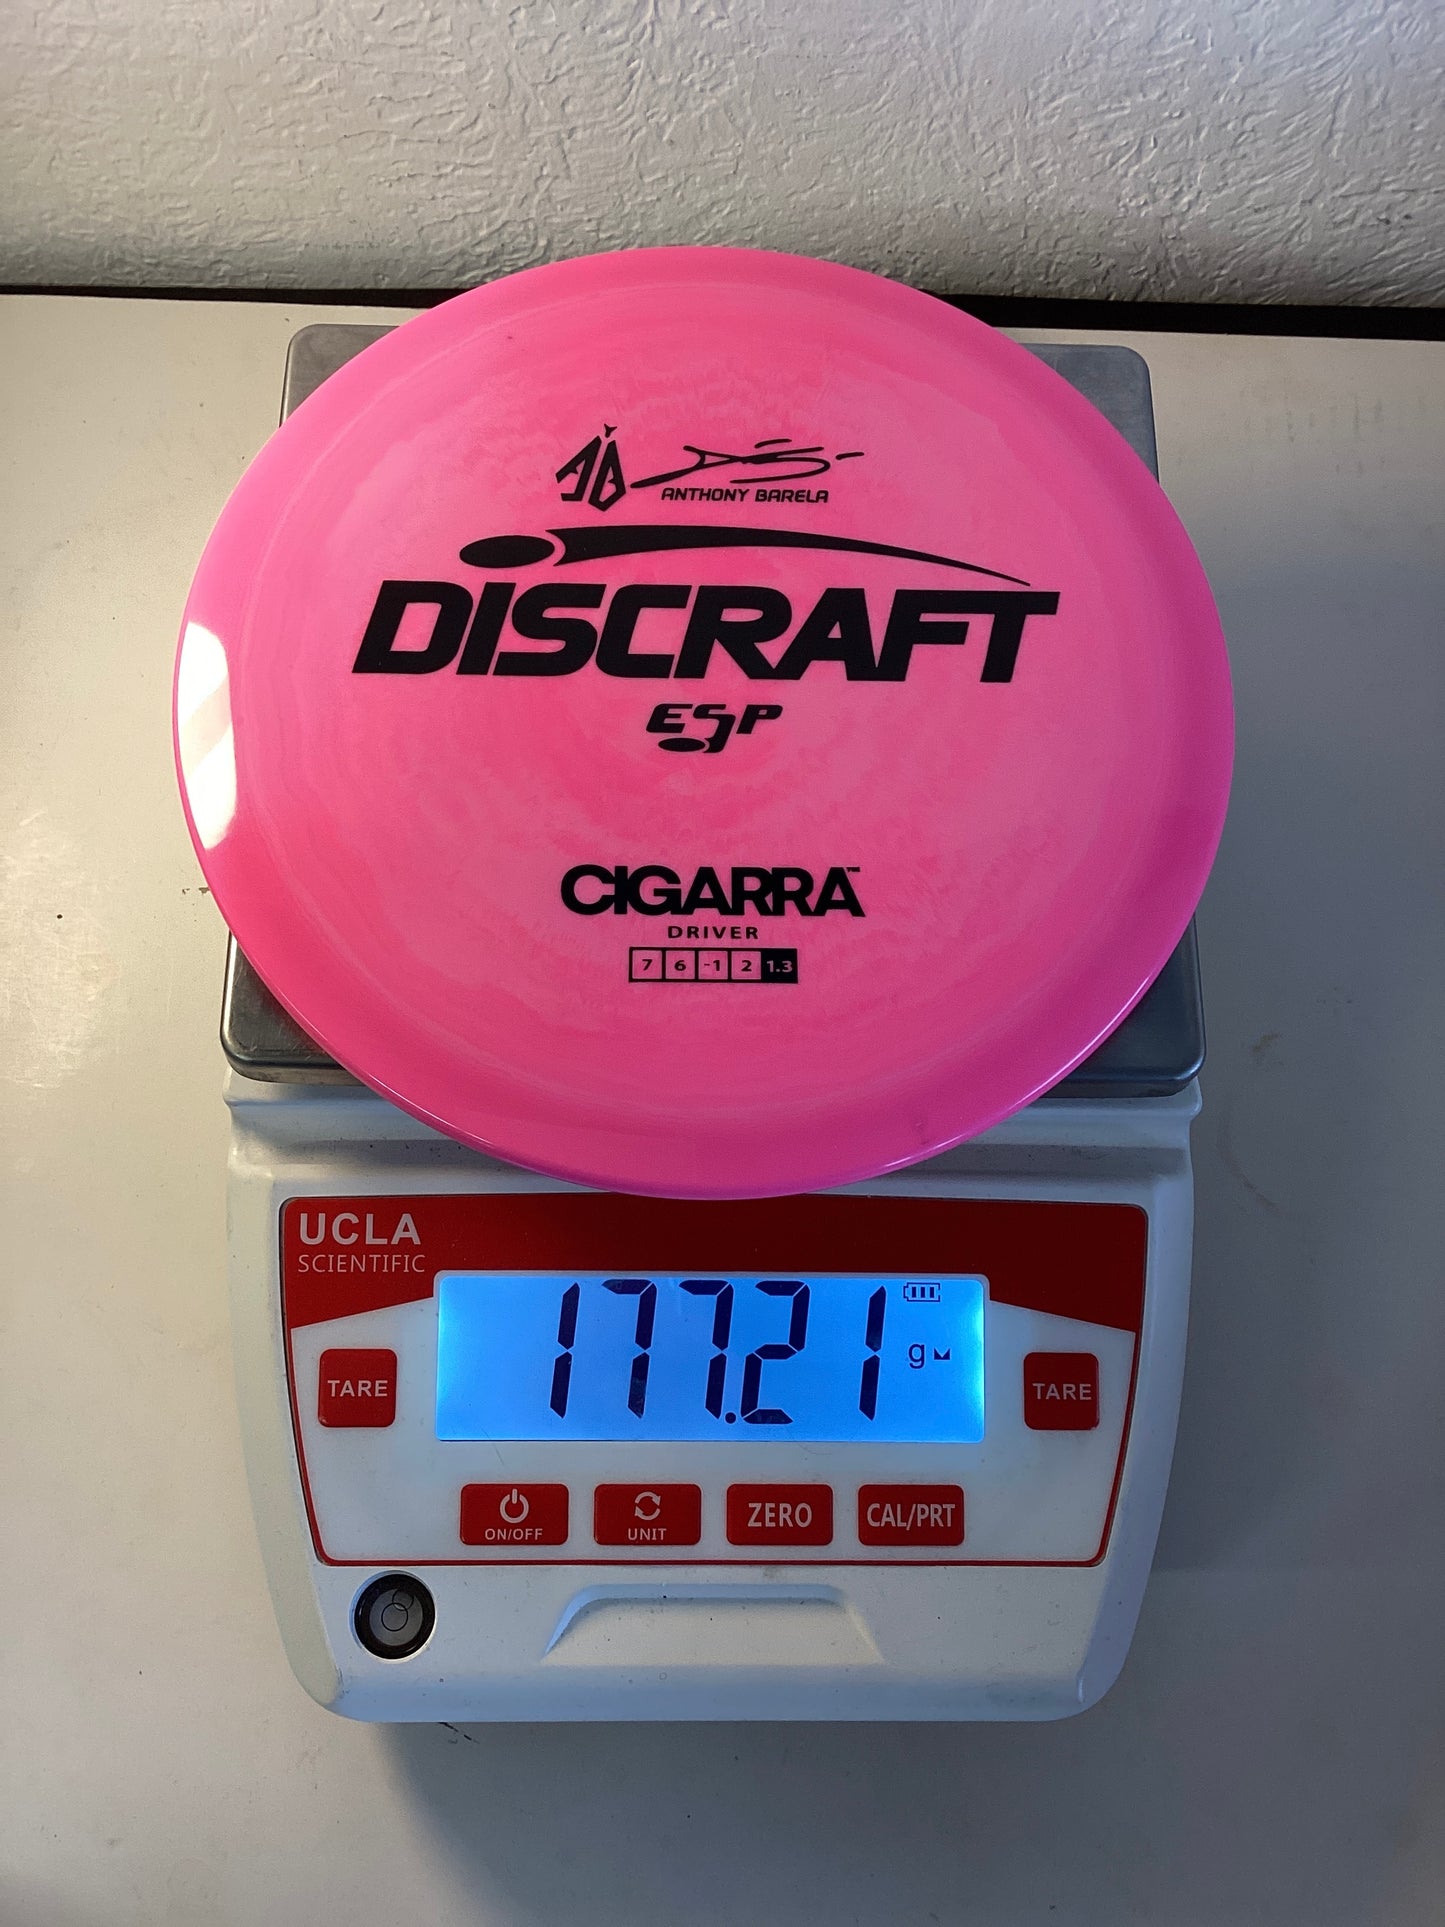 ANTHONY BARELA
DISCRAFT
ESP
CIGARRA™
DRIVER
7 6 -1 2 1.3
UCLA
SCIENTIFIC
177.21 g
TARE
TARE
ON/OFF
UNIT
ZERO
CAL/PRT